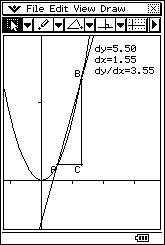 File Edit View Draw
dy=5.50
dx=1.55
dy/dx=3.55
B
A
C